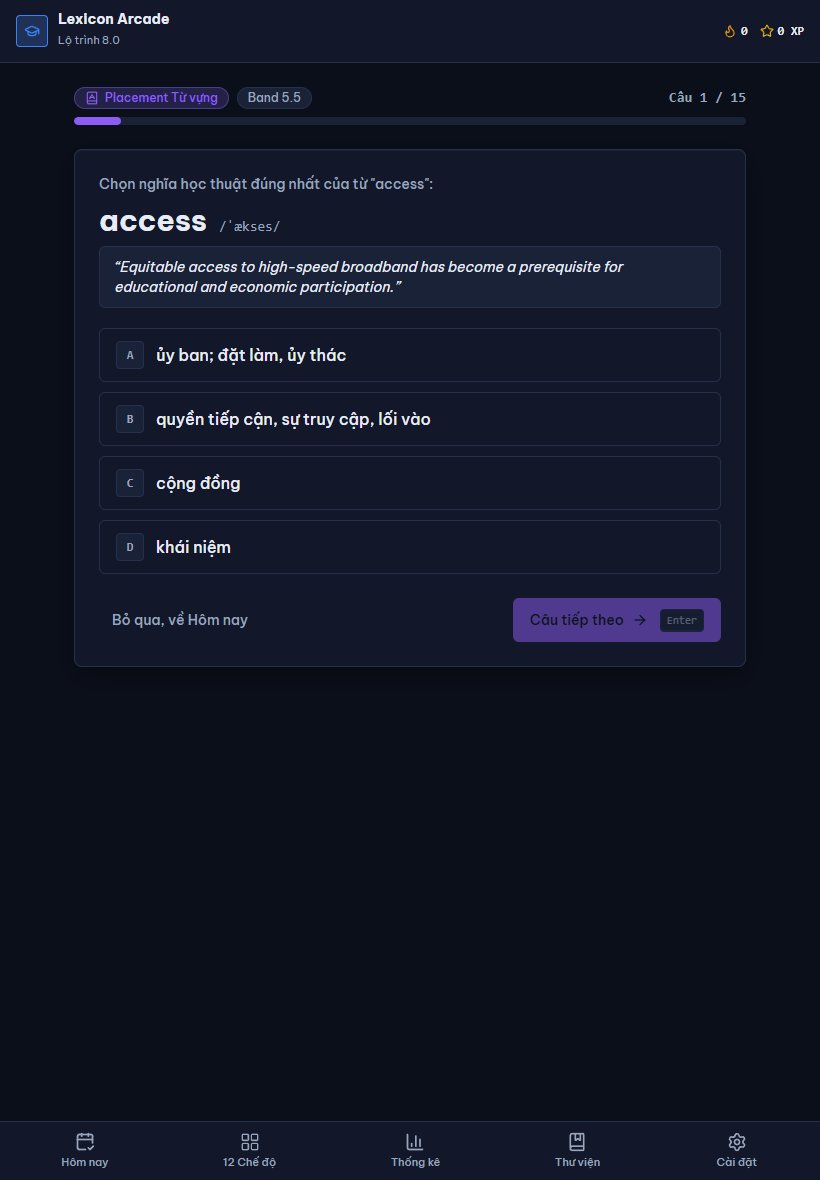 Lexicon Arcade
Lộ trình 8.0
0
0 XP
Placement Từ vựng
Band 5.5
Câu 1 / 15
Chọn nghĩa học thuật đúng nhất của từ "access":
access /ˈækses/
“Equitable access to high-speed broadband has become a prerequisite for
educational and economic participation.”
A ủy ban; đặt làm, ủy thác
B quyền tiếp cận, sự truy cập, lối vào
C cộng đồng
D khái niệm
Bỏ qua, về Hôm nay
Câu tiếp theo → Enter
Hôm nay
12 Chế độ
Thống kê
Thư viện
Cài đặt